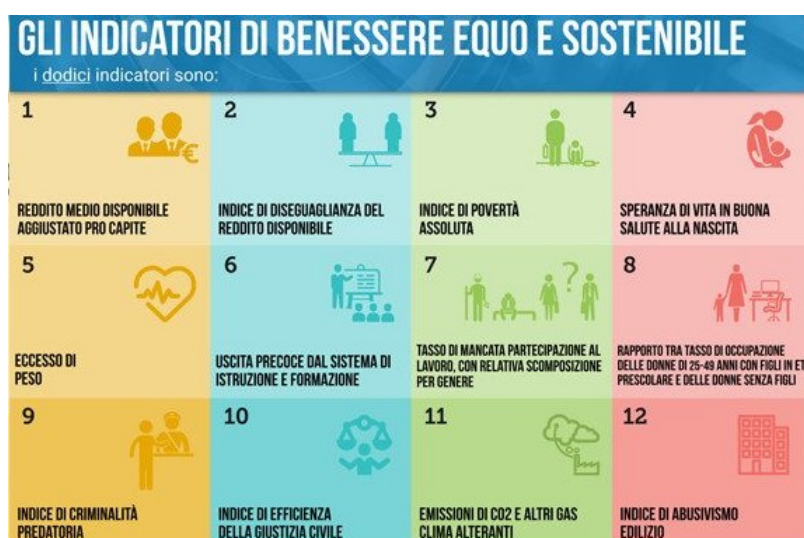 GLI INDICATORI DI BENESSERE EQUO E SOSTENIBILE
i dodici indicatori sono:
1
REDDITO MEDIO DISPONIBILE
AGGIUSTATO PRO CAPITE
2
INDICE DI DISEGUAGLIANZA DEL
REDDITO DISPONIBILE
3
INDICE DI POVERTÀ
ASSOLUTA
4
SPERANZA DI VITA IN BUONA
SALUTE ALLA NASCITA
5
ECCESSO DI
PESO
6
USCITA PRECOCE DAL SISTEMA DI
ISTRUZIONE E FORMAZIONE
7
?
TASSO DI MANCATA PARTECIPAZIONE AL
LAVORO, CON RELATIVA SCOMPOSIZIONE
PER GENERE
8
RAPPORTO TRA TASSO DI OCCUPAZIONE
DELLE DONNE DI 25-49 ANNI CON FIGLI IN ET
PRESCOLARE E DELLE DONNE SENZA FIGLI
9
INDICE DI CRIMINALITÀ
PREDATORIA
10
INDICE DI EFFICIENZA
DELLA GIUSTIZIA CIVILE
11
EMISSIONI DI CO2 E ALTRI GAS
CLIMA ALTERANTI
12
INDICE DI ABUSIVISMO
EDILIZIO